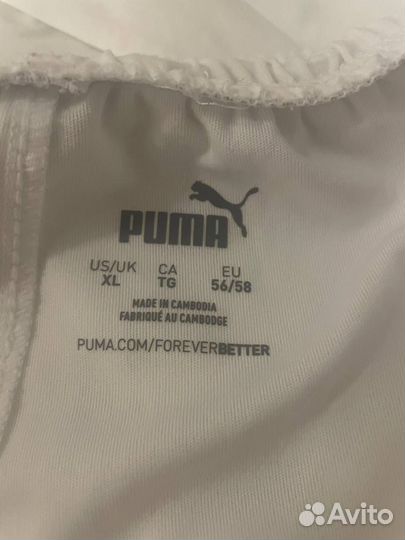 PUMA
US/UK CA EU
XL TG 56/58
MADE IN CAMBODIA
FABRIQUÉ AU CAMBODGE
PUMA.COM/FOREVERBETTER
Avito